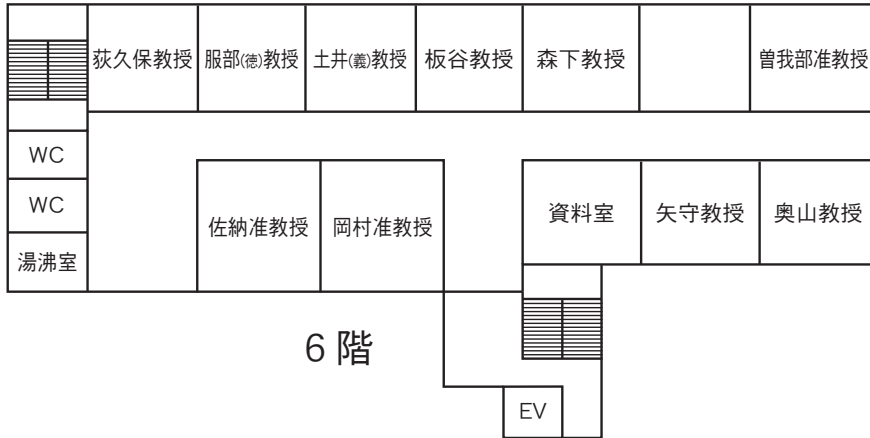 荻久保教授
服部(徳)教授
土井(義)教授
板谷教授
森下教授
曽我部准教授
WC
WC
湯沸室
佐納准教授
岡村准教授
資料室
矢守教授
奥山教授
6階
EV